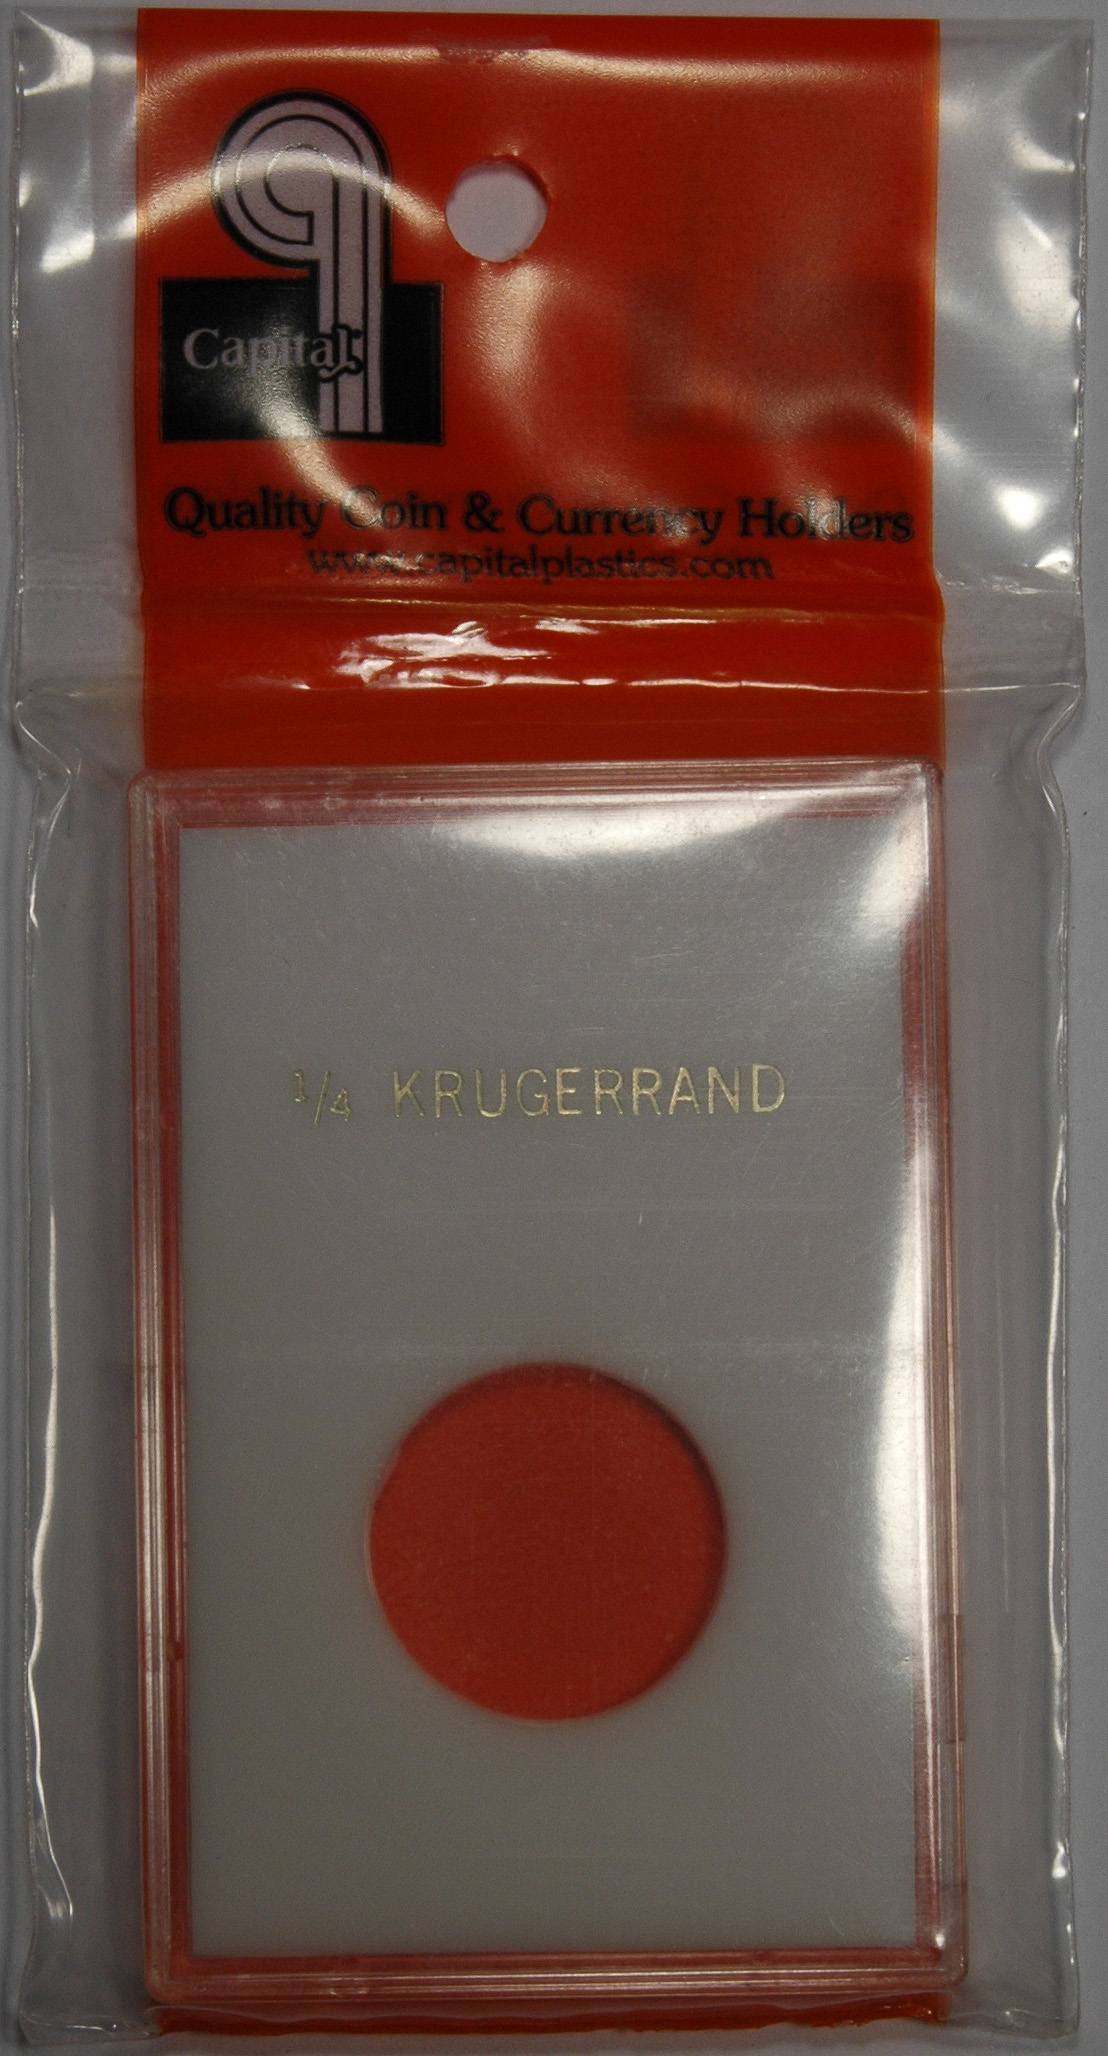 Capital
Quality Coin & Currency Holders
www.capitalplastics.com
1/4 KRUGERRAND